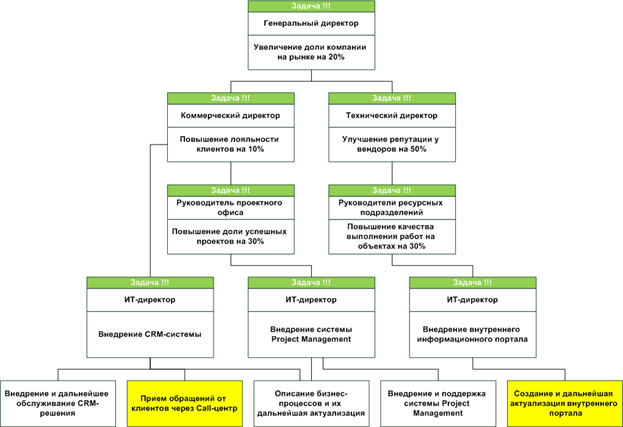 Задача !!!
Генеральный директор
Увеличение доли компании
на рынке на 20%
Задача !!!
Коммерческий директор
Повышение лояльности
клиентов на 10%
Задача !!!
Технический директор
Улучшение репутации у
вендоров на 50%
Задача !!!
Руководитель проектного
офиса
Повышение доли успешных
проектов на 30%
Задача !!!
Руководители ресурсных
подразделений
Повышение качества
выполнения работ на
объектах на 30%
Задача !!!
ИТ-директор
Внедрение CRM-системы
Задача !!!
ИТ-директор
Внедрение системы
Project Management
Задача !!!
ИТ-директор
Внедрение внутреннего
информационного портала
Внедрение и дальнейшее
обслуживание CRM-
решения
Прием обращений от
клиентов через Call-центр
Описание бизнес-
процессов и их
дальнейшая актуализация
Внедрение и поддержка
системы Project Management
Создание и дальнейшая
актуализация внутреннего
портала